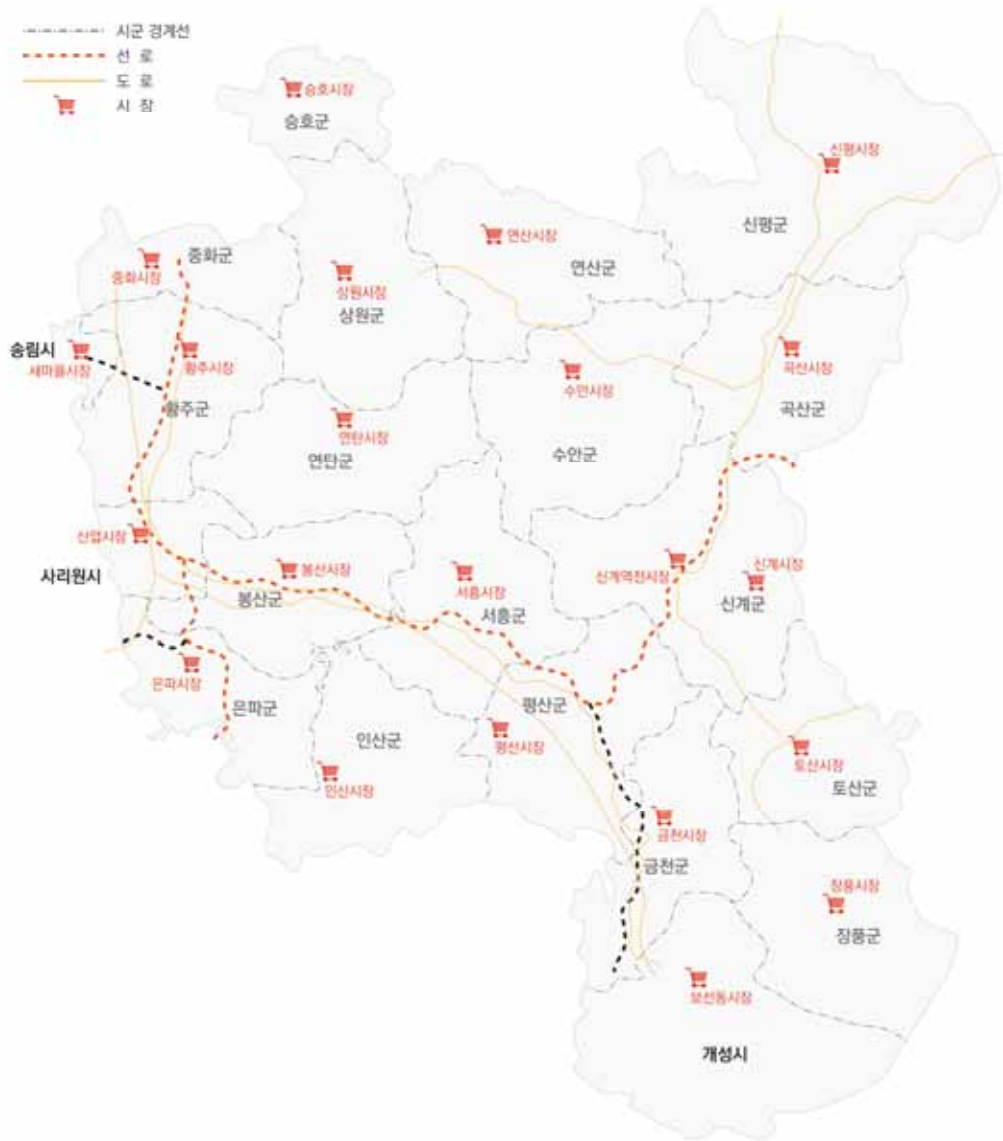 시군 경계선
선 로
도 로
시 장
승호시장
승호군
신평시장
신평군
연산시장
연산군
중화군
중화시장
상원시장
상원군
송림시
새마을시장
황주시장
황주군
곡산시장
곡산군
수안시장
수안군
연탄시장
연탄군
산업시장
사리원시
봉산시장
봉산군
서흥시장
서흥군
신계역전시장
신계시장
신계군
은파시장
은파군
인산군
인산시장
평산군
평산시장
토산시장
토산군
금천시장
금천군
장풍시장
장풍군
보선동시장
개성시